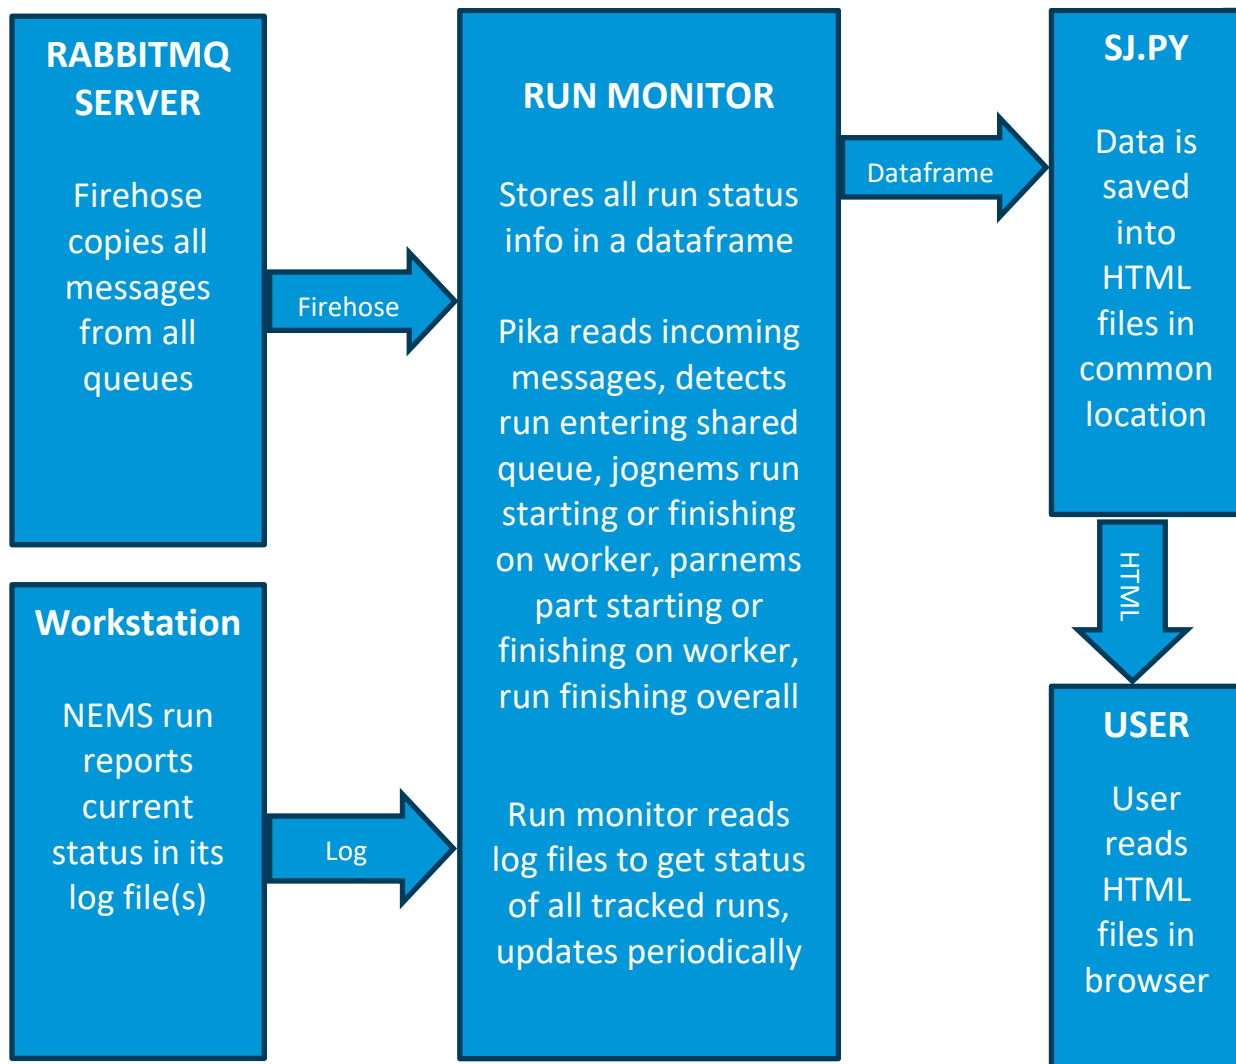 RABBITMQ
SERVER
Firehose
copies all
messages
from all
queues
Firehose
Workstation
NEMS run
reports
current
status in its
log file(s)
Log
RUN MONITOR
Stores all run status
info in a dataframe
Pika reads incoming
messages, detects
run entering shared
queue, jognems run
starting or finishing
on worker, parnems
part starting or
finishing on worker,
run finishing overall
Run monitor reads
log files to get status
of all tracked runs,
updates periodically
Dataframe
SJ.PY
Data is
saved
into
HTML
files in
common
location
HTML
USER
User
reads
HTML
files in
browser